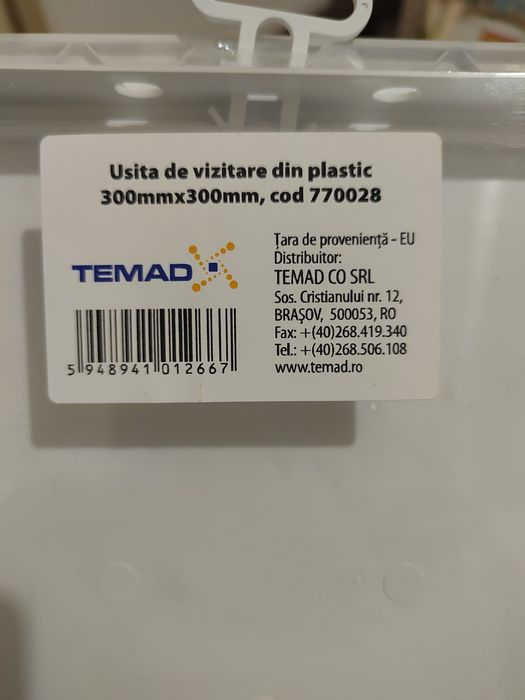 Usita de vizitare din plastic
300mmx300mm, cod 770028
TEMAD
Țara de proveniență - EU
Distribuitor:
TEMAD CO SRL
Sos. Cristianului nr. 12,
BRAŞOV, 500053, RO
Fax: +(40)268.419.340
Tel.: +(40)268.506.108
www.temad.ro
5 948941 012667